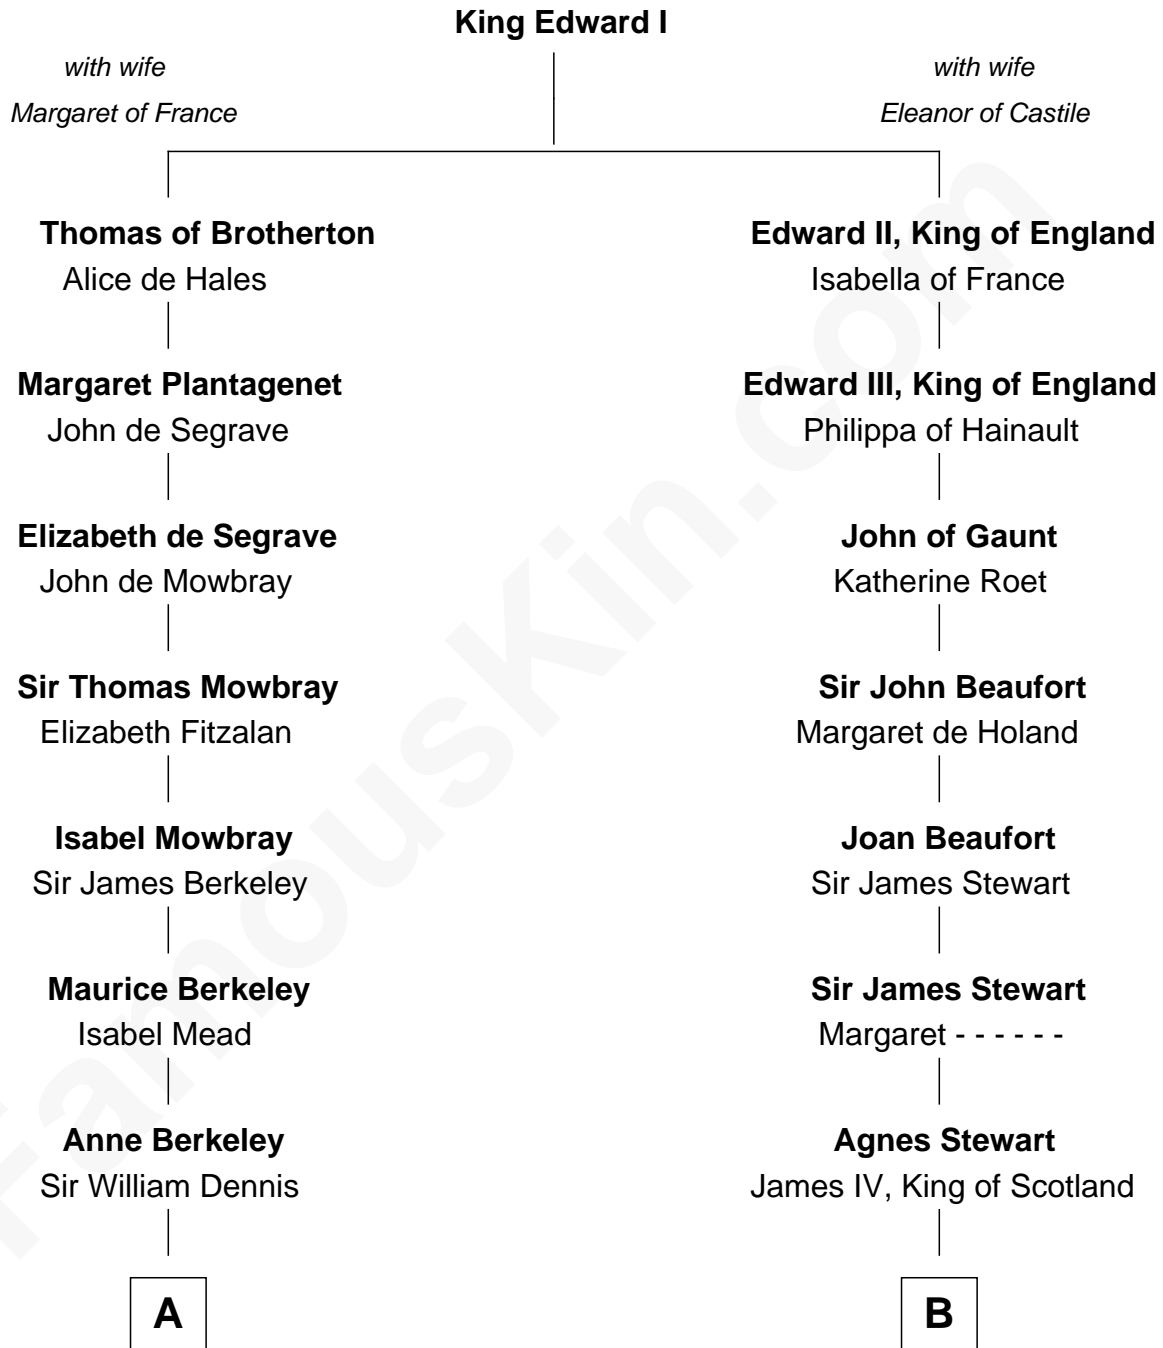 King Edward I
with wife
Margaret of France
with wife
Eleanor of Castile
Thomas of Brotherton
Alice de Hales
Edward II, King of England
Isabella of France
Margaret Plantagenet
John de Segrave
Edward III, King of England
Philippa of Hainault
Elizabeth de Segrave
John de Mowbray
John of Gaunt
Katherine Roet
Sir Thomas Mowbray
Elizabeth Fitzalan
Sir John Beaufort
Margaret de Holand
Isabel Mowbray
Sir James Berkeley
Joan Beaufort
Sir James Stewart
Maurice Berkeley
Isabel Mead
Sir James Stewart
Margaret - - - - - -
Anne Berkeley
Sir William Dennis
Agnes Stewart
James IV, King of Scotland
A
B
FamousKin.com